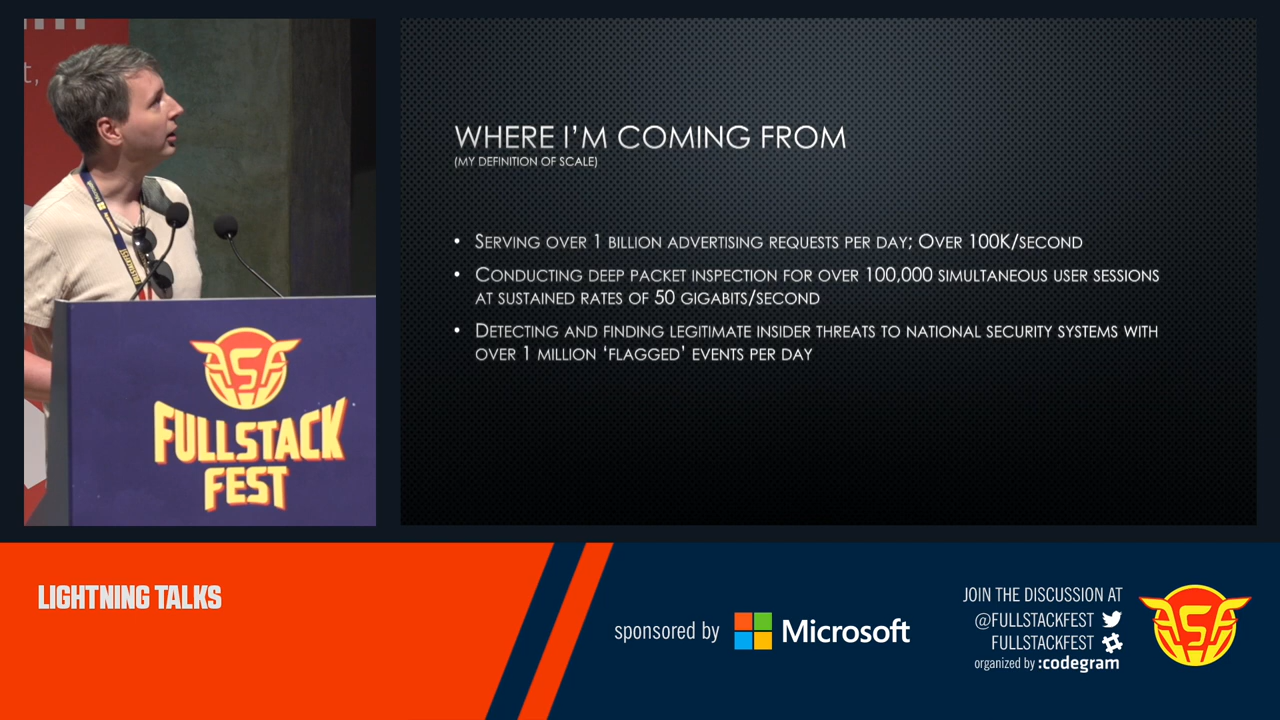 t,
WHERE I'M COMING FROM
(MY DEFINITION OF SCALE)
• SERVING OVER 1 BILLION ADVERTISING REQUESTS PER DAY; OVER 100K/SECOND
• CONDUCTING DEEP PACKET INSPECTION FOR OVER 100,000 SIMULTANEOUS USER SESSIONS
AT SUSTAINED RATES OF 50 GIGABITS/SECOND
• DETECTING AND FINDING LEGITIMATE INSIDER THREATS TO NATIONAL SECURITY SYSTEMS WITH
OVER 1 MILLION ‘FLAGGED’ EVENTS PER DAY
FSF
FULLSTACK
FEST
LIGHTNING TALKS
sponsored by Microsoft
JOIN THE DISCUSSION AT
@FULLSTACKFEST
FULLSTACKFEST
organized by :codegram
FSF